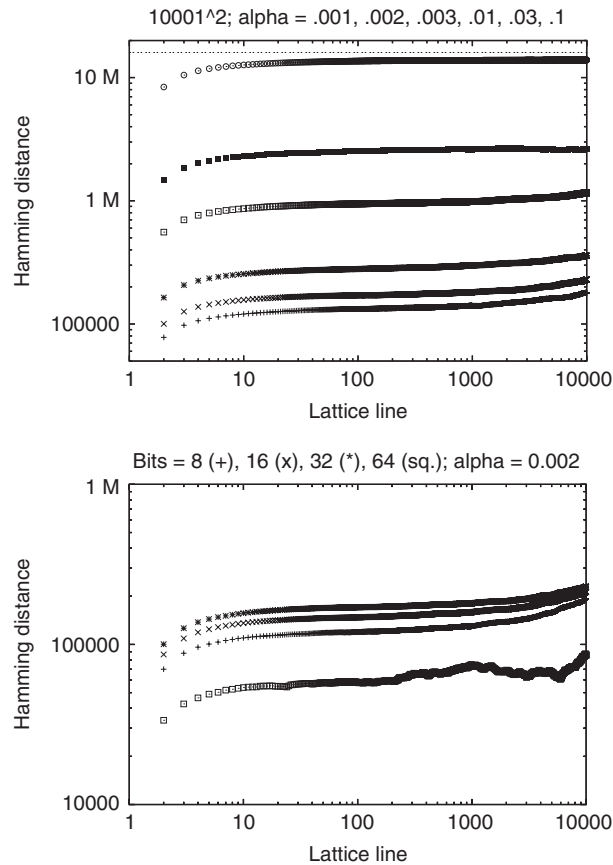 10001^2; alpha = .001, .002, .003, .01, .03, .1
10 M
1 M
100000
Hamming distance
1
10
100
1000
10000
Lattice line
Bits = 8 (+), 16 (x), 32 (*), 64 (sq.); alpha = 0.002
1 M
100000
10000
Hamming distance
1
10
100
1000
10000
Lattice line